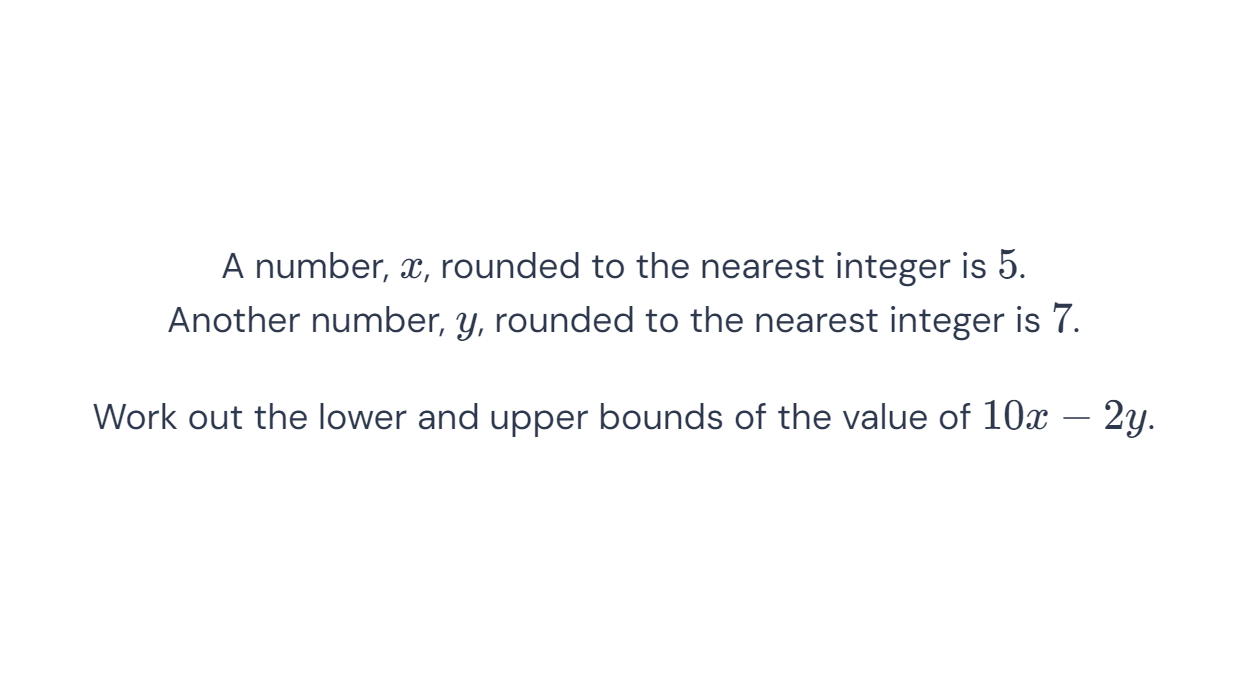 A number, x, rounded to the nearest integer is 5.
Another number, y, rounded to the nearest integer is 7.
Work out the lower and upper bounds of the value of 10x − 2y.